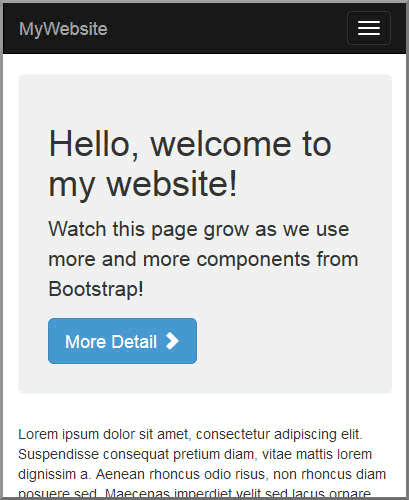 MyWebsite
Hello, welcome to
my website!
Watch this page grow as we use
more and more components from
Bootstrap!
More Detail
Lorem ipsum dolor sit amet, consectetur adipiscing elit.
Suspendisse consequat pretium diam, vitae mattis lorem
dignissim a. Aenean rhoncus odio risus, non rhoncus diam
posuere sed. Maecenas imperdiet velit sed lacus ornare